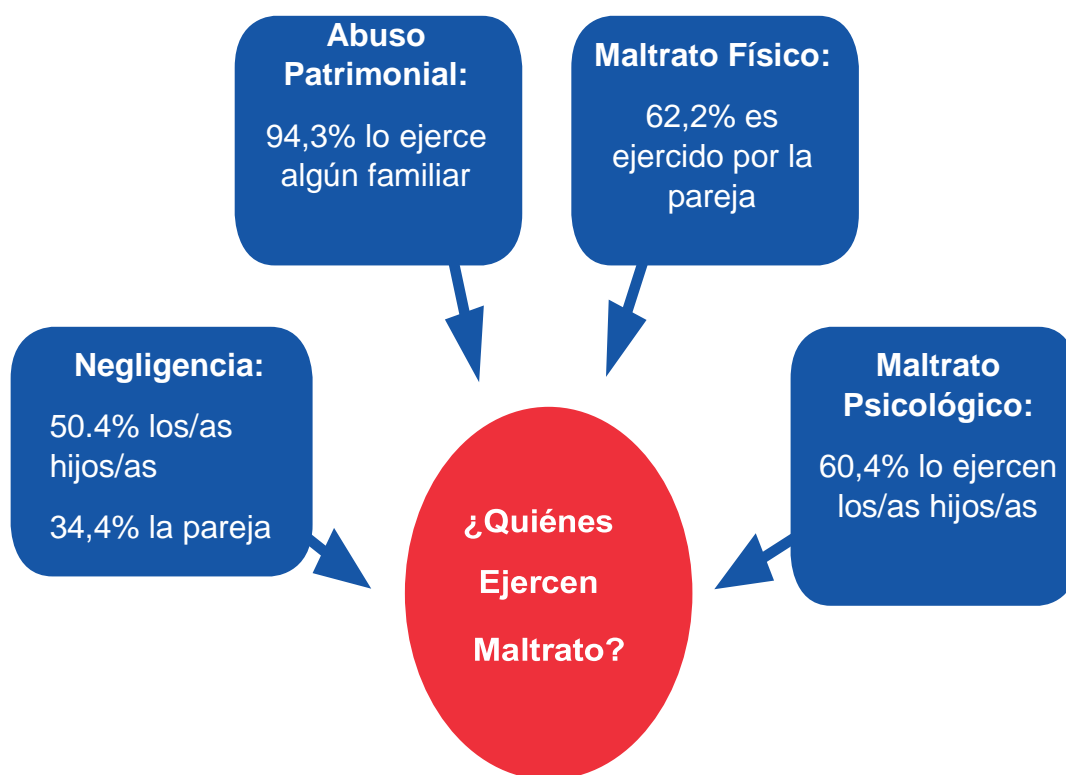 Abuso
Patrimonial:
94,3% lo ejerce
algún familiar
Maltrato Físico:
62,2% es
ejercido por la
pareja
Negligencia:
50.4% los/as
hijos/as
34,4% la pareja
Maltrato
Psicológico:
60,4% lo ejercen
los/as hijos/as
¿Quiénes
Ejercen
Maltrato?